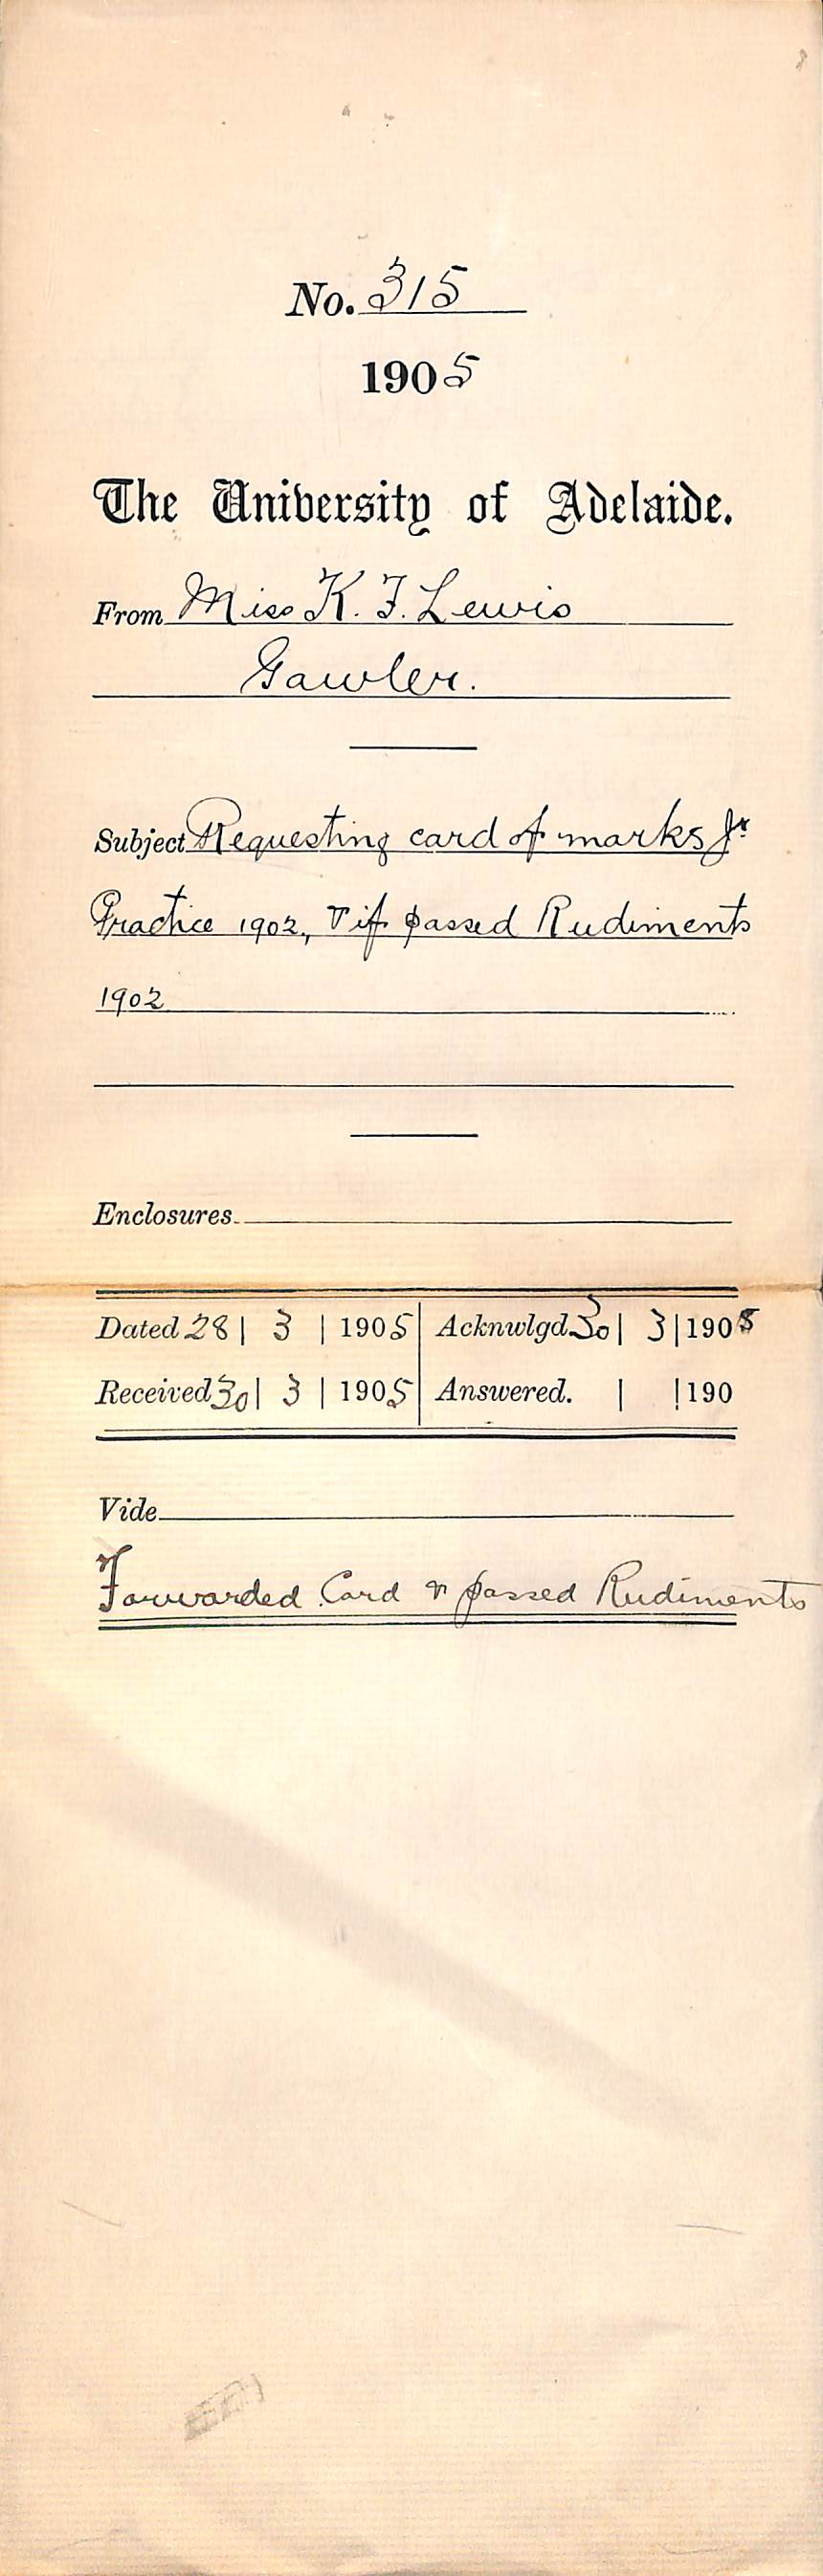 No. 315
1905
The University of Adelaide.
From Miss K. F. Lewis
Gawler.
Subject Requesting card of marks Jr
Practice 1902, & if passed Rudiments
1902
Enclosures
Dated 28 | 3 | 1905 | Acknwlgd 30 | 3 | 1905
Received 30 | 3 | 1905 | Answered. | | 190
Vide
Forwarded Card & passed Rudiments